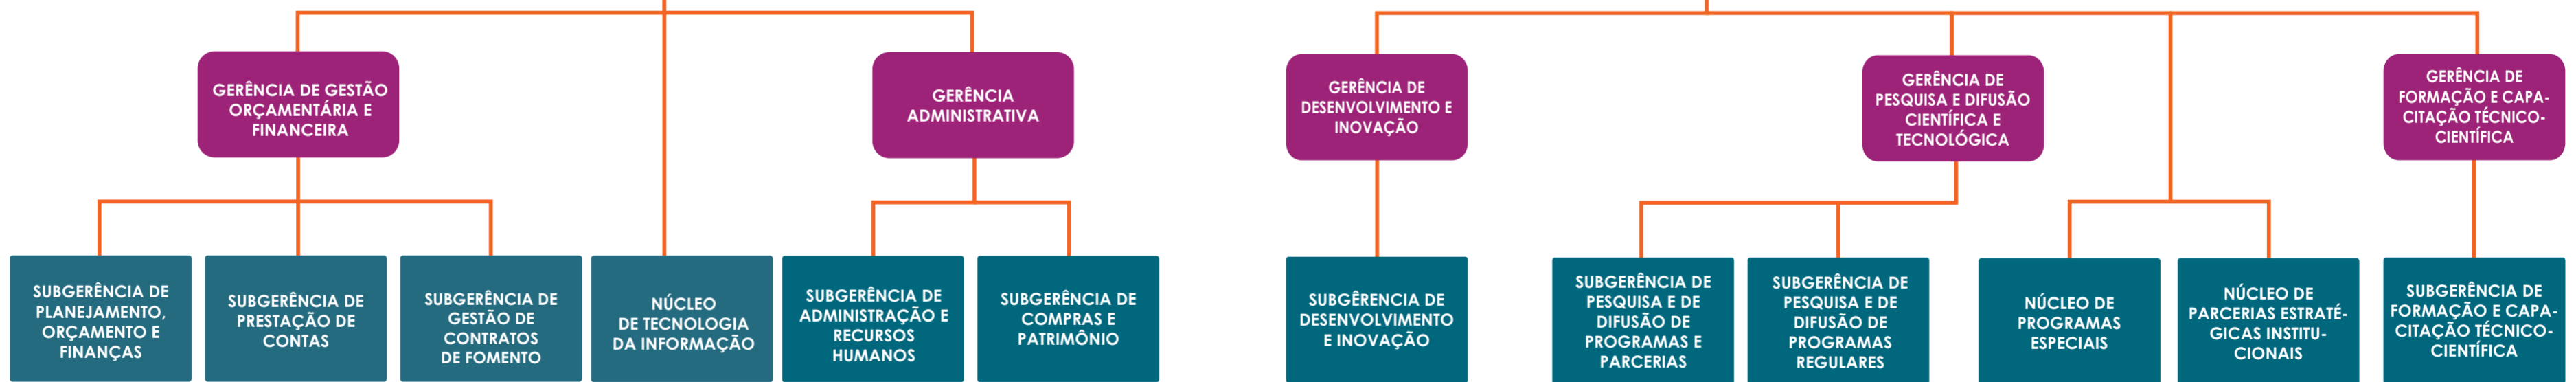 GERÊNCIA DE GESTÃO
ORÇAMENTÁRIA E
FINANCEIRA
GERÊNCIA
ADMINISTRATIVA
GERÊNCIA DE
DESENVOLVIMENTO E
INOVAÇÃO
GERÊNCIA DE
PESQUISA E DIFUSÃO
CIENTÍFICA E
TECNOLÓGICA
GERÊNCIA DE
FORMAÇÃO E CAPA-
CITAÇÃO TÉCNICO-
CIENTÍFICA
SUBGERÊNCIA DE
PLANEJAMENTO,
ORÇAMENTO E
FINANÇAS
SUBGERÊNCIA DE
PRESTAÇÃO DE
CONTAS
SUBGERÊNCIA DE
GESTÃO DE
CONTRATOS
DE FOMENTO
NÚCLEO
DE TECNOLOGIA
DA INFORMAÇÃO
SUBGERÊNCIA DE
ADMINISTRAÇÃO E
RECURSOS
HUMANOS
SUBGERÊNCIA DE
COMPRAS E
PATRIMÔNIO
SUBGÊRENCIA DE
DESENVOLVIMENTO
E INOVAÇÃO
SUBGERÊNCIA DE
PESQUISA E DE
DIFUSÃO DE
PROGRAMAS E
PARCERIAS
SUBGERÊNCIA DE
PESQUISA E DE
DIFUSÃO DE
PROGRAMAS
REGULARES
NÚCLEO DE
PROGRAMAS
ESPECIAIS
NÚCLEO DE
PARCERIAS ESTRATÉ-
GICAS INSTITU-
CIONAIS
SUBGERÊNCIA DE
FORMAÇÃO E CAPA-
CITAÇÃO TÉCNICO-
CIENTÍFICA